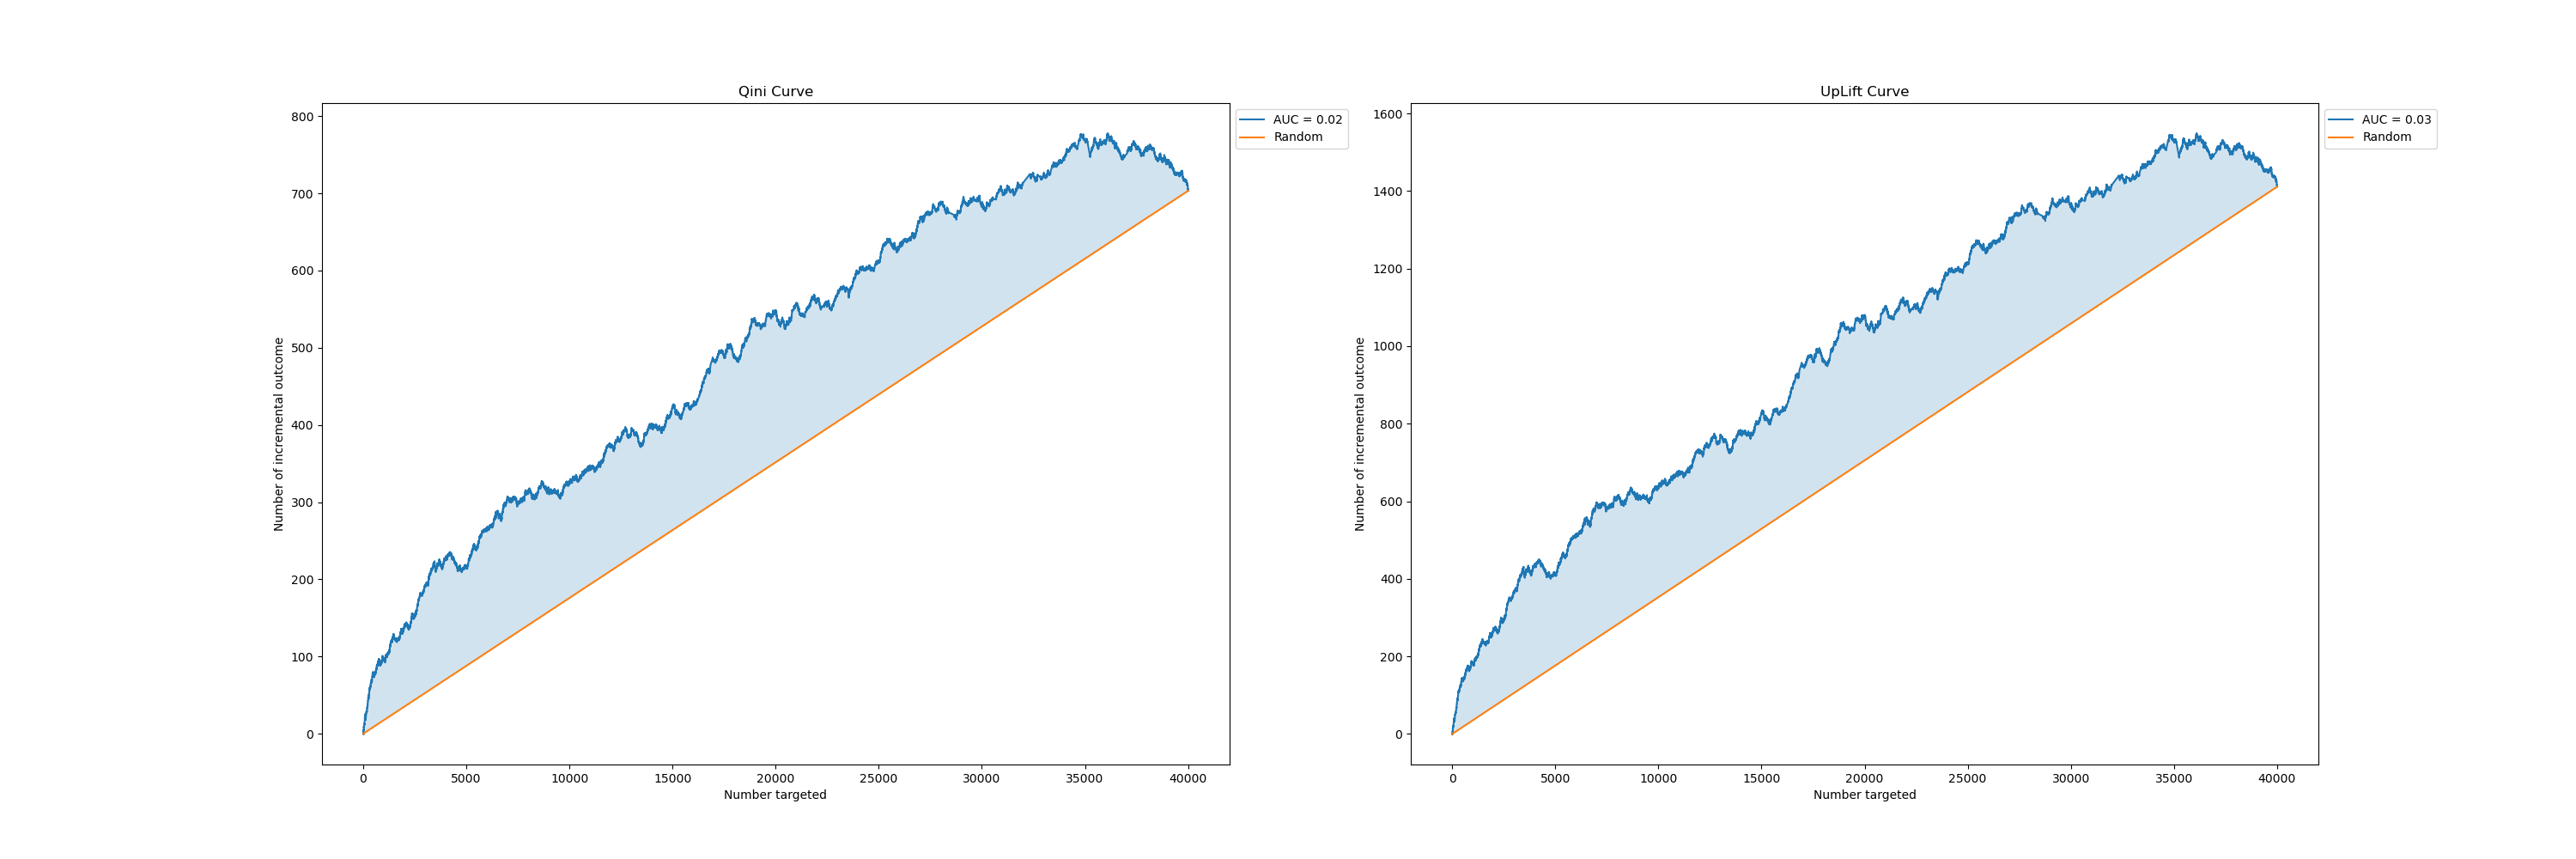 Qini Curve
800
700
600
500
400
300
200
100
0
Number of incremental outcome
0 5000 10000 15000 20000 25000 30000 35000 40000
Number targeted
AUC = 0.02
Random
UpLift Curve
1600
1400
1200
1000
800
600
400
200
0
Number of incremental outcome
0 5000 10000 15000 20000 25000 30000 35000 40000
Number targeted
AUC = 0.03
Random